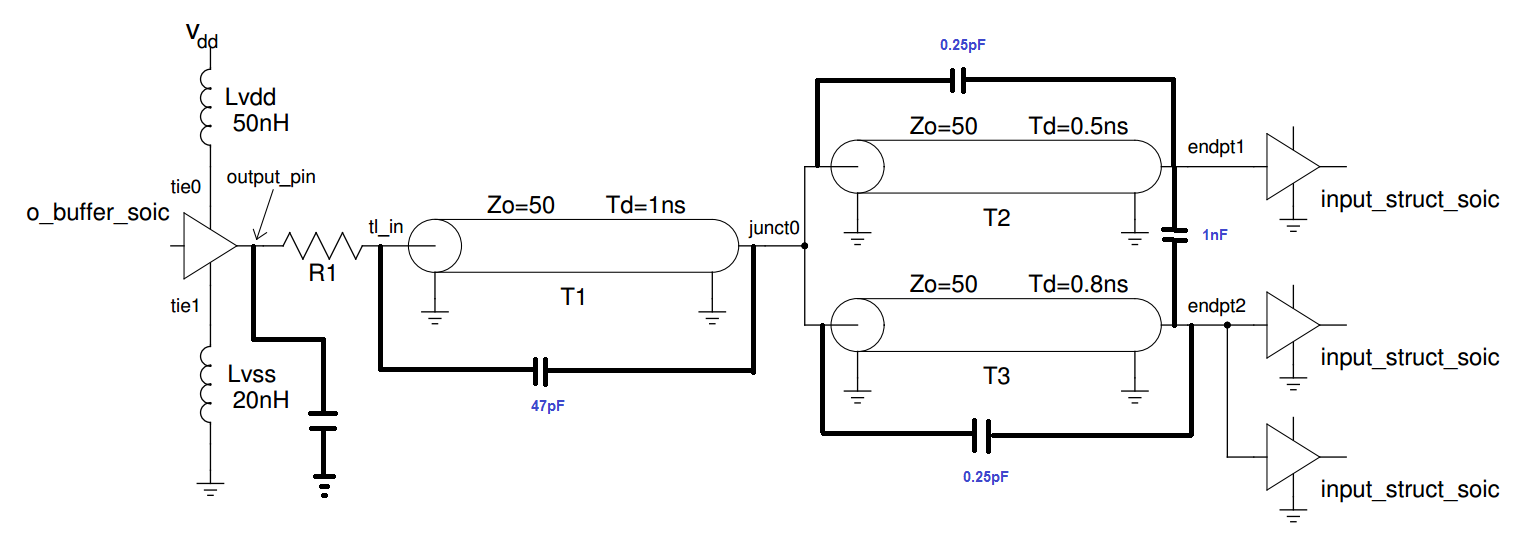 Vdd
Lvdd
50nH
0.25pF
Zo=50 Td=0.5ns
endpt1
tie0
output_pin
input_struct_soic
o_buffer_soic
Zo=50 Td=1ns
tl_in
junct0
T2
1nF
R1
T1
Zo=50 Td=0.8ns
endpt2
tie1
input_struct_soic
Lvss
20nH
T3
47pF
0.25pF
input_struct_soic